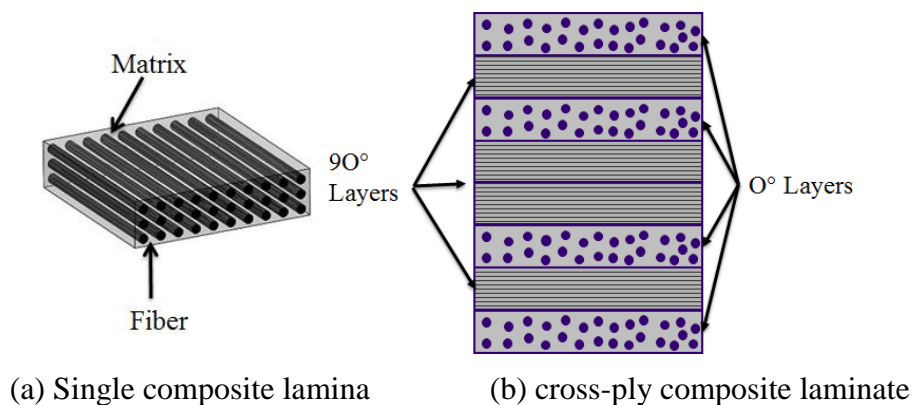 Matrix
Fiber
9O°
Layers
O° Layers
(a) Single composite lamina
(b) cross-ply composite laminate